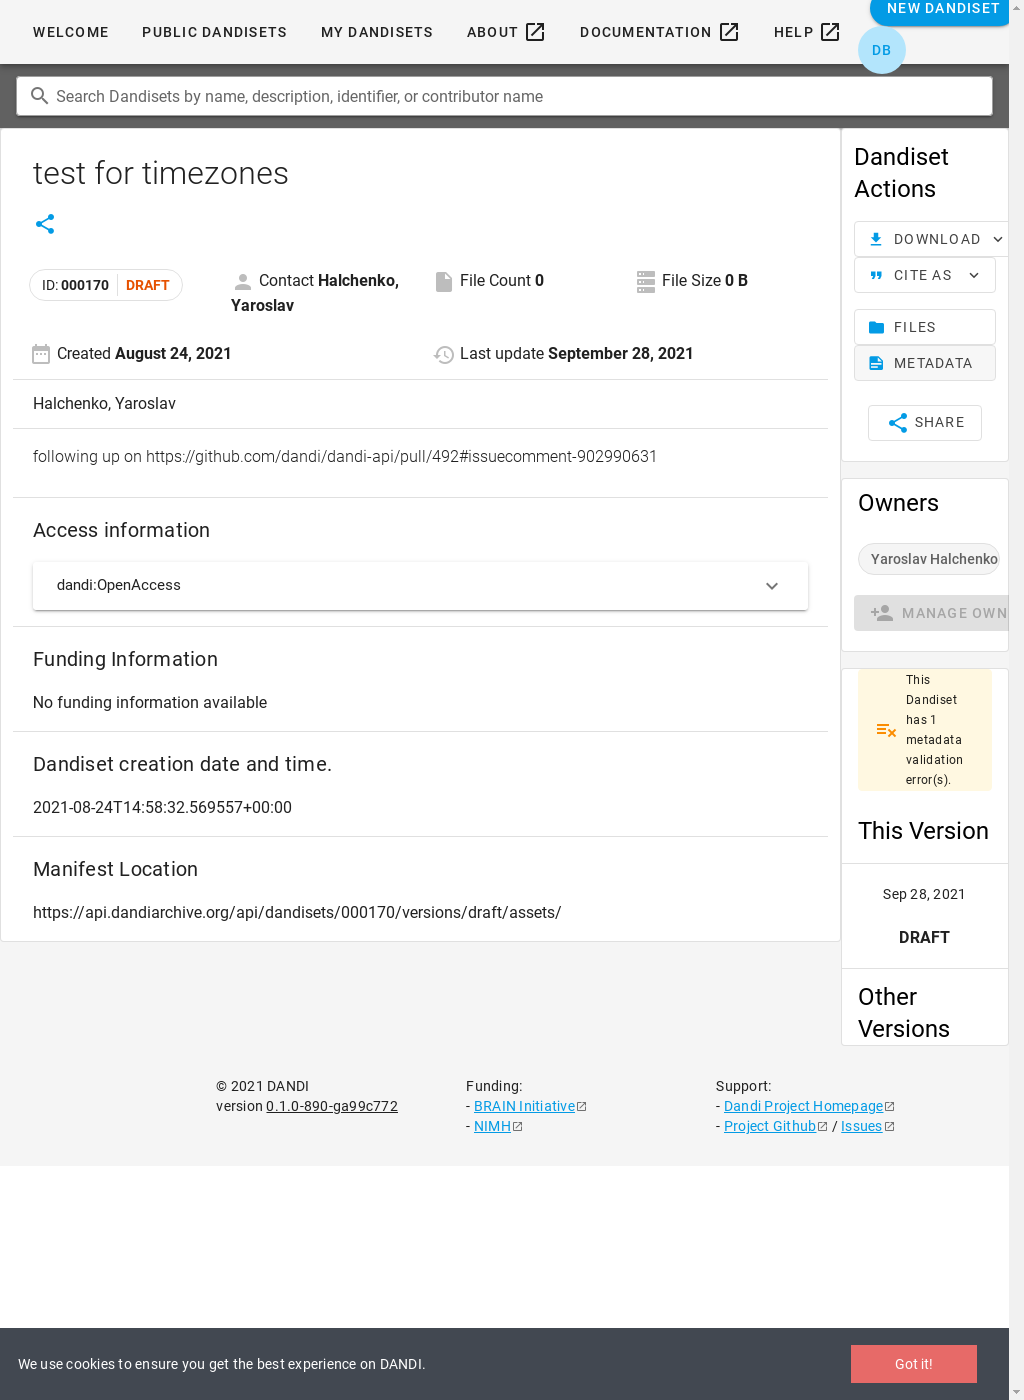 WELCOME PUBLIC DANDISETS MY DANDISETS ABOUT DOCUMENTATION HELP NEW DANDISET
DB
Search Dandisets by name, description, identifier, or contributor name
test for timezones
ID: 000170 DRAFT
Contact Halchenko, Yaroslav
File Count 0
File Size 0 B
Created August 24, 2021
Last update September 28, 2021
Halchenko, Yaroslav
following up on https://github.com/dandi/dandi-api/pull/492#issuecomment-902990631
Access information
dandi:OpenAccess
Funding Information
No funding information available
Dandiset creation date and time.
2021-08-24T14:58:32.569557+00:00
Manifest Location
https://api.dandiarchive.org/api/dandisets/000170/versions/draft/assets/
Dandiset
Actions
DOWNLOAD
CITE AS
FILES
METADATA
SHARE
Owners
Yaroslav Halchenko
MANAGE OWN
This
Dandiset
has 1
metadata
validation
error(s).
This Version
Sep 28, 2021
DRAFT
Other
Versions
© 2021 DANDI
version 0.1.0-890-ga99c772
Funding:
- BRAIN Initiative
- NIMH
Support:
- Dandi Project Homepage
- Project Github / Issues
We use cookies to ensure you get the best experience on DANDI.
Got it!